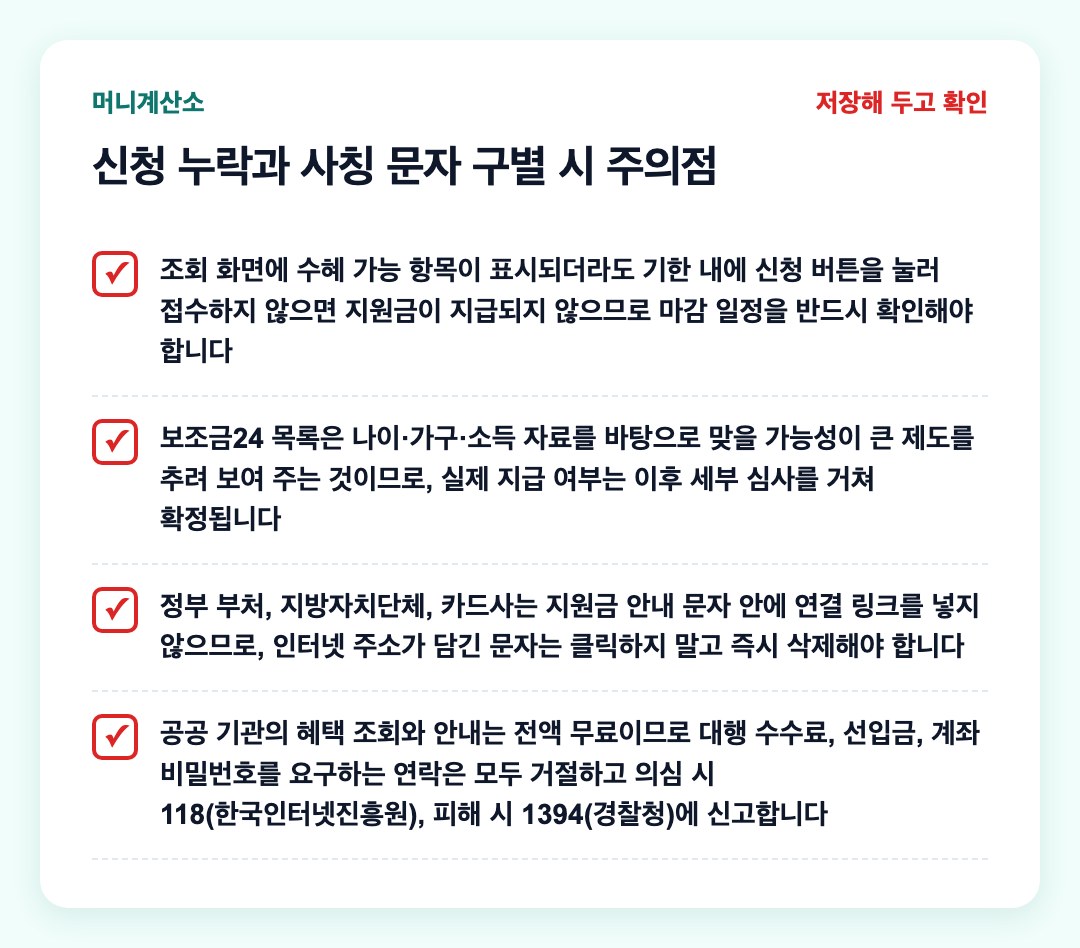 머니계산소
저장해 두고 확인
신청 누락과 사칭 문자 구별 시 주의점
조회 화면에 수혜 가능 항목이 표시되더라도 기한 내에 신청 버튼을 눌러
접수하지 않으면 지원금이 지급되지 않으므로 마감 일정을 반드시 확인해야
합니다
보조금24 목록은 나이·가구·소득 자료를 바탕으로 맞을 가능성이 큰 제도를
추려 보여 주는 것이므로, 실제 지급 여부는 이후 세부 심사를 거쳐
확정됩니다
정부 부처, 지방자치단체, 카드사는 지원금 안내 문자 안에 연결 링크를 넣지
않으므로, 인터넷 주소가 담긴 문자는 클릭하지 말고 즉시 삭제해야 합니다
공공 기관의 혜택 조회와 안내는 전액 무료이므로 대행 수수료, 선입금, 계좌
비밀번호를 요구하는 연락은 모두 거절하고 의심 시
118(한국인터넷진흥원), 피해 시 1394(경찰청)에 신고합니다